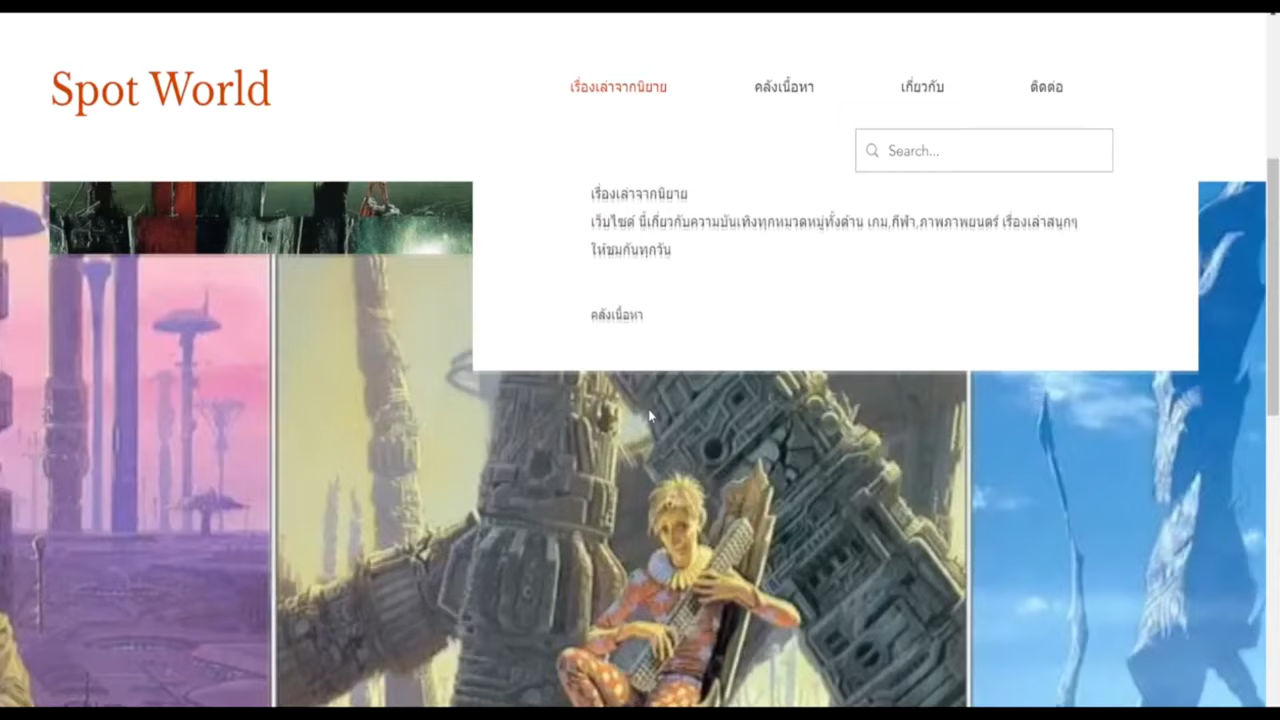 Spot World
เรื่องเล่าจากนิยาย
คลังเนื้อหา
เกี่ยวกับ
ติดต่อ
Search...
เรื่องเล่าจากนิยาย
เว็บไซต์ นี้เกี่ยวกับความบันเทิงทุกหมวดหมู่ทั้งด้าน เกม,กีฬา,ภาพภาพยนตร์ เรื่องเล่าสนุกๆ
ให้ชมกันทุกวัน
คลังเนื้อหา